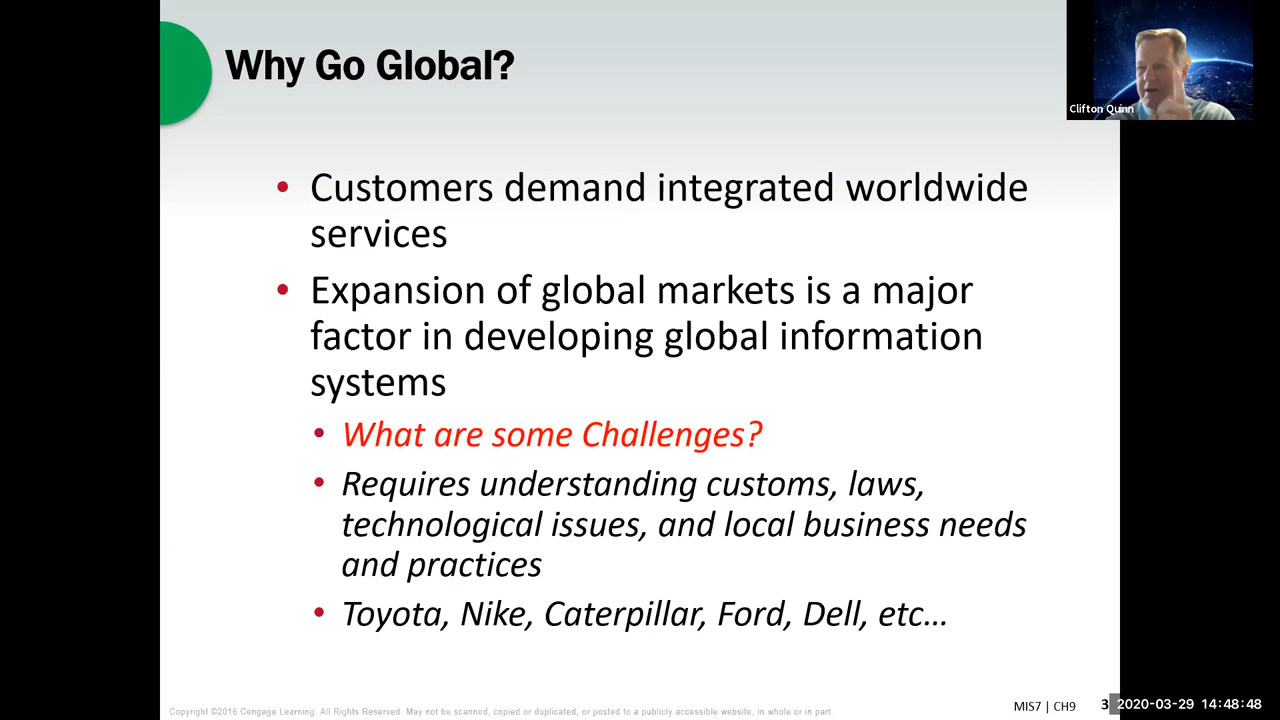 Why Go Global?
Clifton Quinn
• Customers demand integrated worldwide
services
• Expansion of global markets is a major
factor in developing global information
systems
• What are some Challenges?
• Requires understanding customs, laws,
technological issues, and local business needs
and practices
• Toyota, Nike, Caterpillar, Ford, Dell, etc…
Copyright ©2016 Cengage Learning. All Rights Reserved. May not be scanned, copied or duplicated, or posted to a publicly accessible website, in whole or in part.
MIS7 | CH9
3
2020-03-29 14:48:48